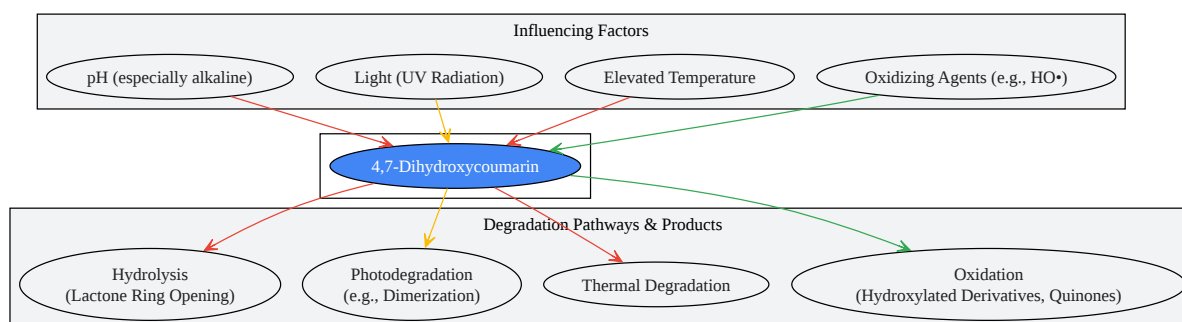 Influencing Factors
pH (especially alkaline)
Light (UV Radiation)
Elevated Temperature
Oxidizing Agents (e.g., HO•)
4,7-Dihydroxycoumarin
Degradation Pathways & Products
Hydrolysis
(Lactone Ring Opening)
Photodegradation
(e.g., Dimerization)
Thermal Degradation
Oxidation
(Hydroxylated Derivatives, Quinones)